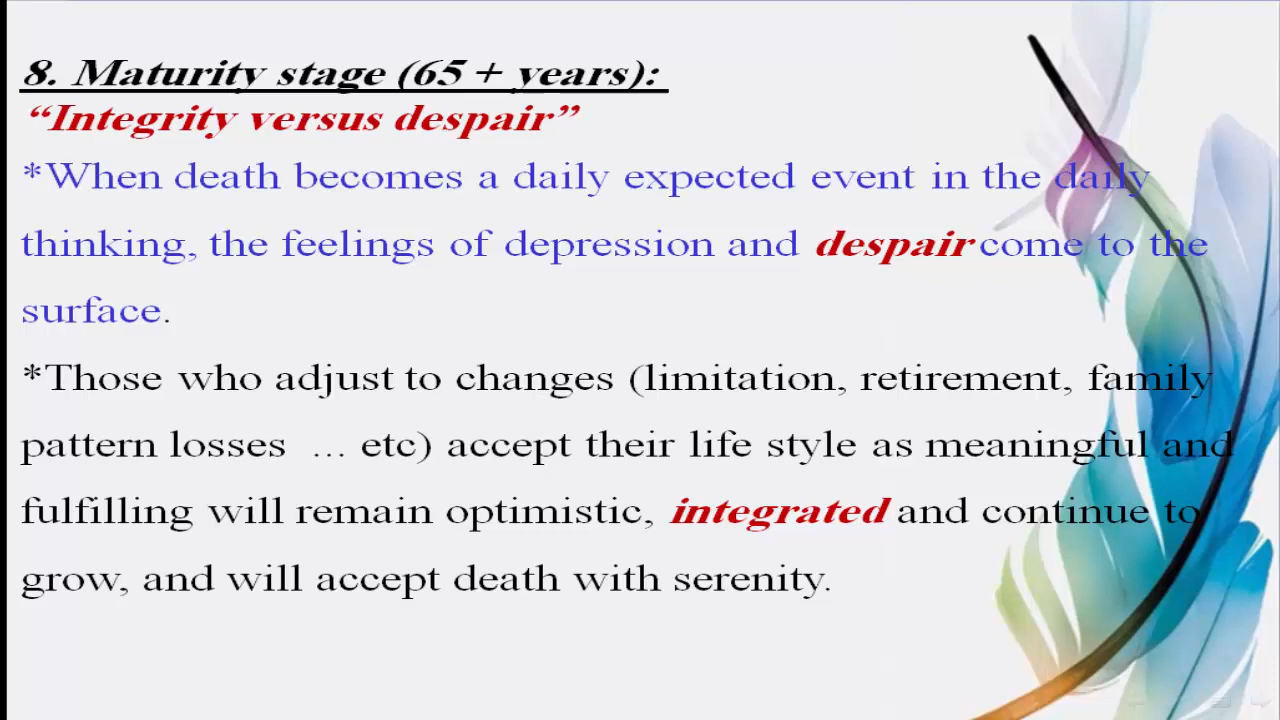 8. Maturity stage (65 + years):
“Integrity versus despair”
*When death becomes a daily expected event in the daily
thinking, the feelings of depression and despair come to the
surface.
*Those who adjust to changes (limitation, retirement, family
pattern losses ... etc) accept their life style as meaningful and
fulfilling will remain optimistic, integrated and continue to
grow, and will accept death with serenity.